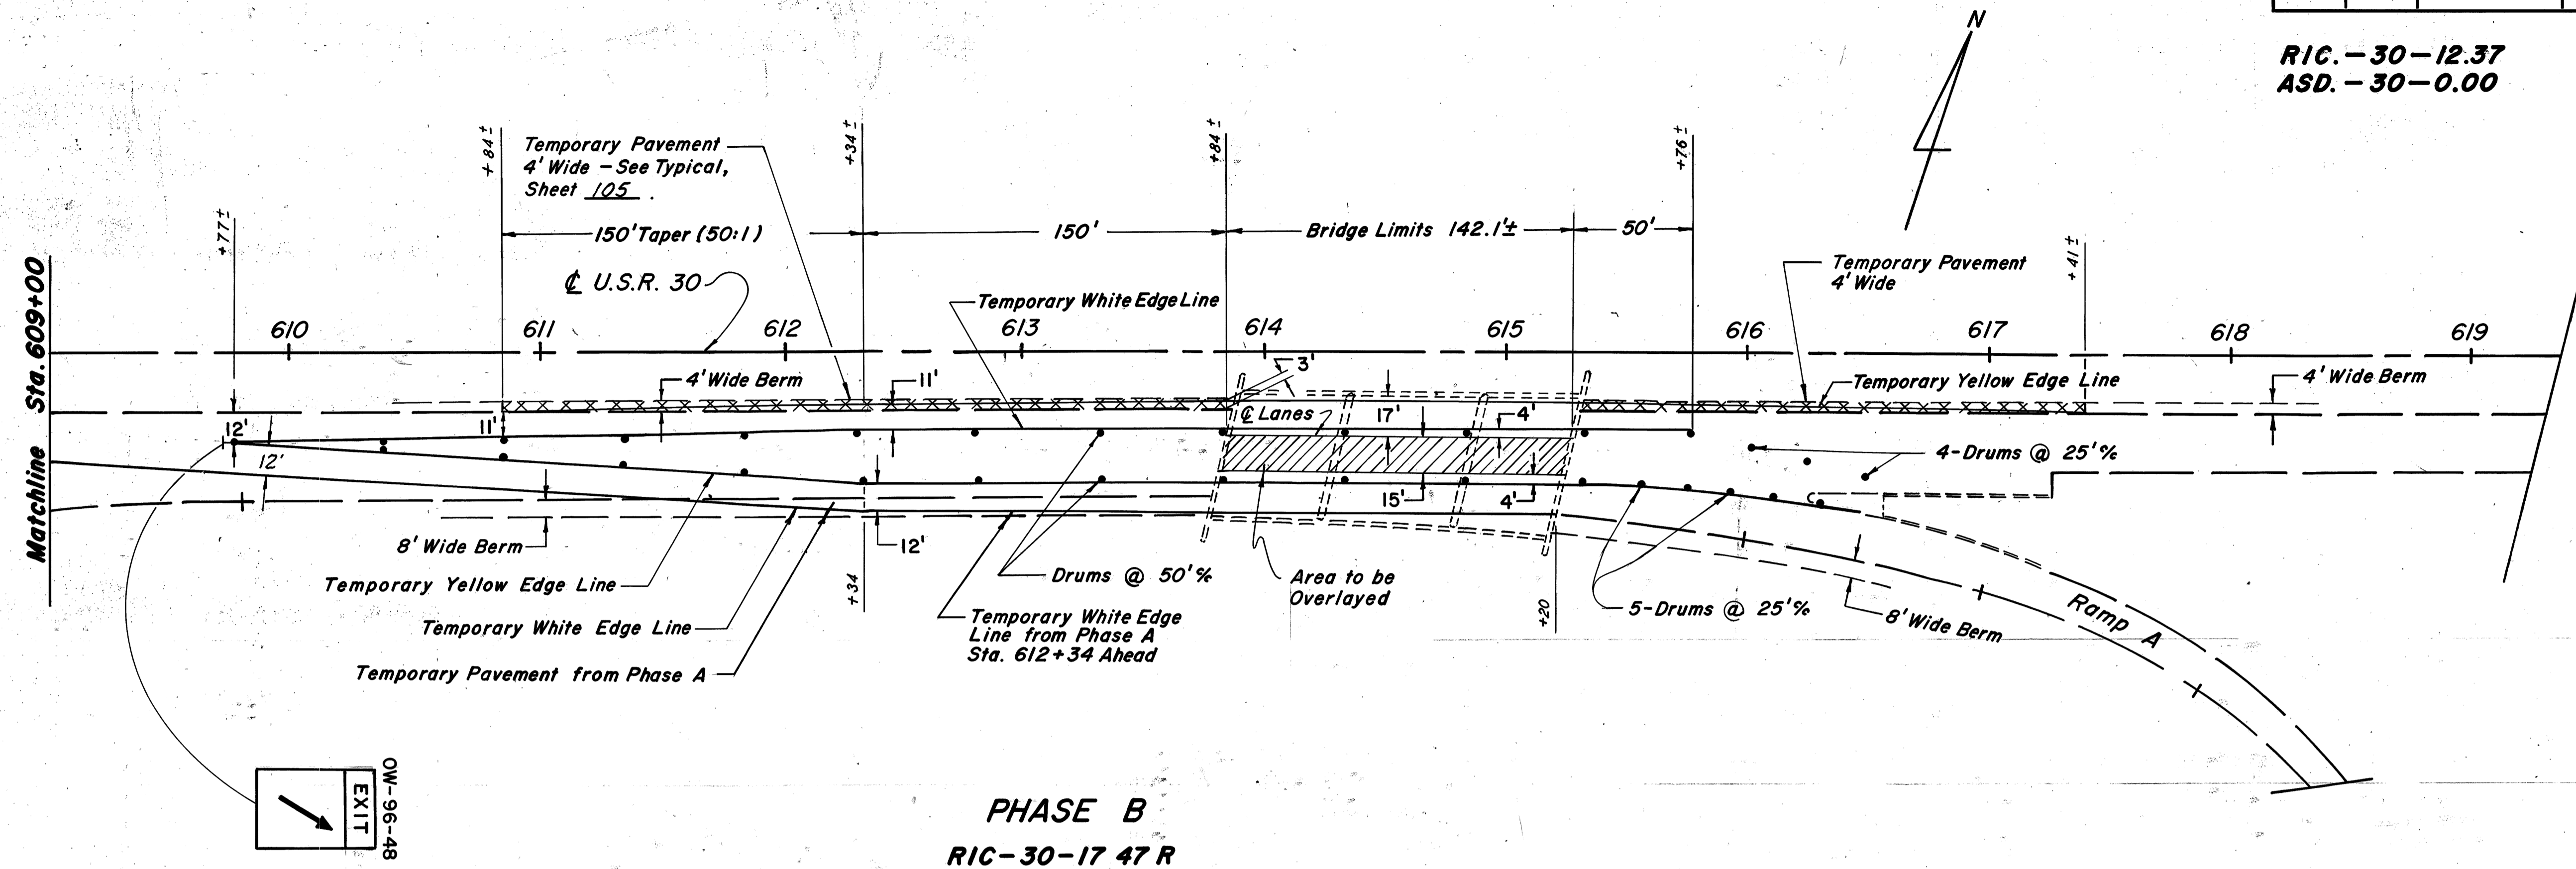 N
RIC.-30-12.37
ASD.-30-0.00
+77±
+84±
Temporary Pavement
4' Wide - See Typical,
Sheet 105.
+34±
+84±
+76±
+41±
150' Taper (50:1)
150'
Bridge Limits 142.1'±
50'
℄ U.S.R. 30
Temporary White Edge Line
Temporary Pavement
4' Wide
Matchline Sta. 609+00
610
611
612
613
614
615
616
617
618
619
4' Wide Berm
11'
3'
Temporary Yellow Edge Line
4' Wide Berm
12'
11'
℄ Lanes
17'
4'
12'
4-Drums @ 25' %
15'
4'
8' Wide Berm
12'
Temporary Yellow Edge Line
+34
Drums @ 50' %
Area to be
Overlayed
+20
5-Drums @ 25' %
8' Wide Berm
Ramp A
Temporary White Edge Line
Temporary White Edge
Line from Phase A
Sta. 612+34 Ahead
Temporary Pavement from Phase A
OW-96-48
EXIT
PHASE B
RIC-30-17 47 R